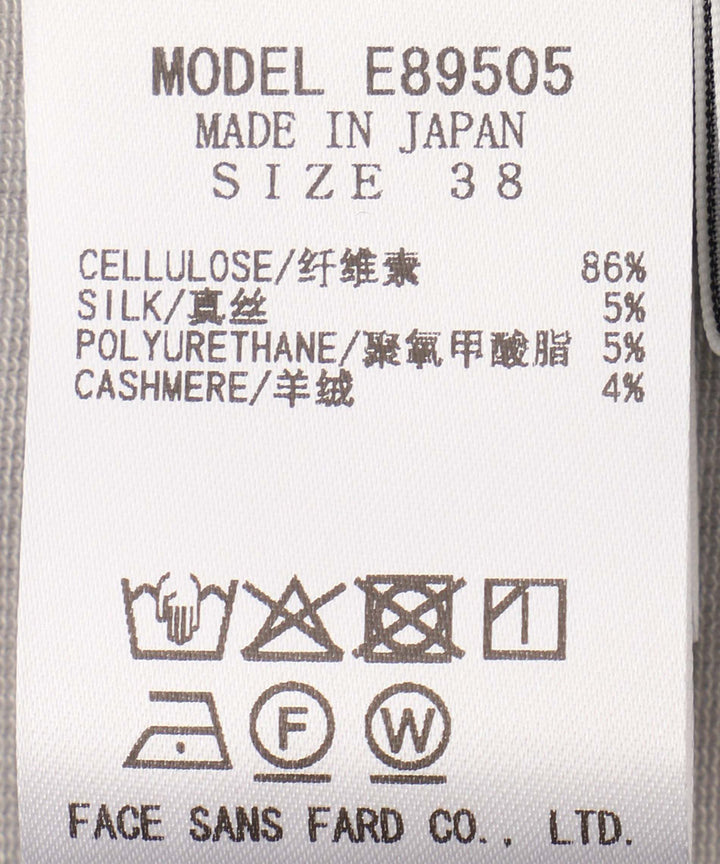 MODEL E89505
MADE IN JAPAN
SIZE 38
CELLULOSE/纤维素 86%
SILK/真丝 5%
POLYURETHANE/聚氧甲酸脂 5%
CASHMERE/羊绒 4%
F W
FACE SANS FARD CO., LTD.